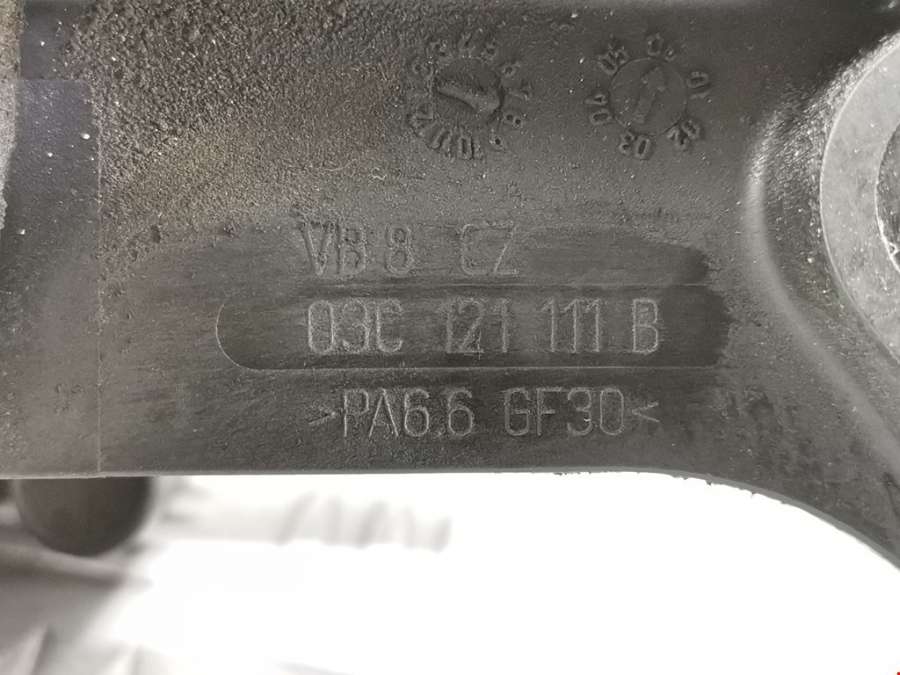 VB 8 CZ
03C 121 111 B
>PA6.6 GF30<